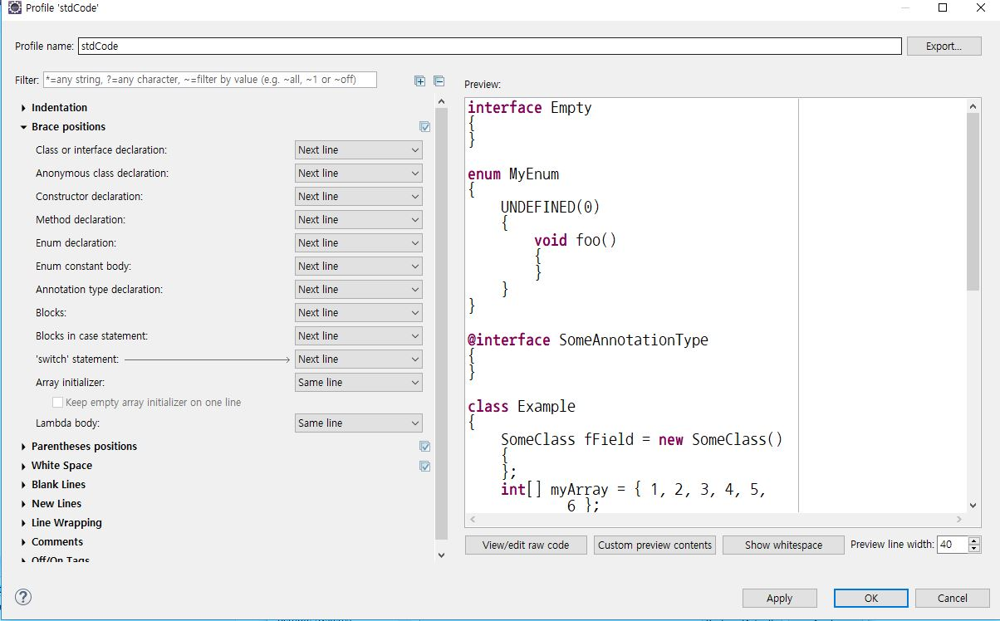 Profile 'stdCode'
Profile name: stdCode Export...
Filter: *=any string, ?=any character, ~=filter by value (e.g. ~all, ~1 or ~off)
Indentation
Brace positions
Class or interface declaration: Next line
Anonymous class declaration: Next line
Constructor declaration: Next line
Method declaration: Next line
Enum declaration: Next line
Enum constant body: Next line
Annotation type declaration: Next line
Blocks: Next line
Blocks in case statement: Next line
'switch' statement: Next line
Array initializer: Same line
Keep empty array initializer on one line
Lambda body: Same line
Parentheses positions
White Space
Blank Lines
New Lines
Line Wrapping
Comments
Off/On Tags
Preview:
interface Empty
{
}
enum MyEnum
{
UNDEFINED(0)
{
void foo()
{
}
}
}
@interface SomeAnnotationType
{
}
class Example
{
SomeClass fField = new SomeClass()
{
};
int[] myArray = { 1, 2, 3, 4, 5,
6 };
View/edit raw code Custom preview contents Show whitespace Preview line width: 40
? Apply OK Cancel